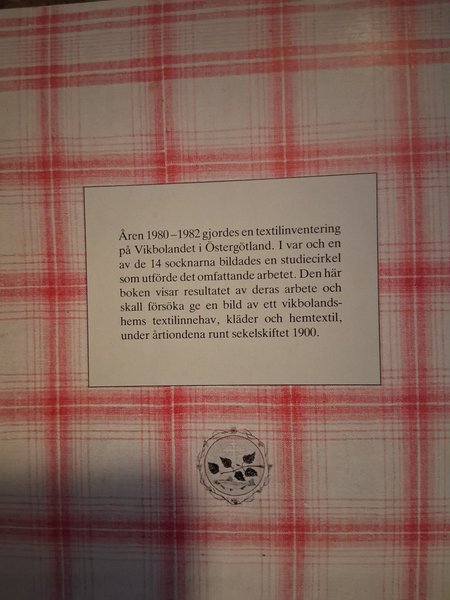 Åren 1980–1982 gjordes en textilinventering
på Vikbolandet i Östergötland. I var och en
av de 14 socknarna bildades en studiecirkel
som utförde det omfattande arbetet. Den här
boken visar resultatet av deras arbete och
skall försöka ge en bild av ett vikbolands-
hems textilinnehav, kläder och hemtextil,
under årtiondena runt sekelskiftet 1900.